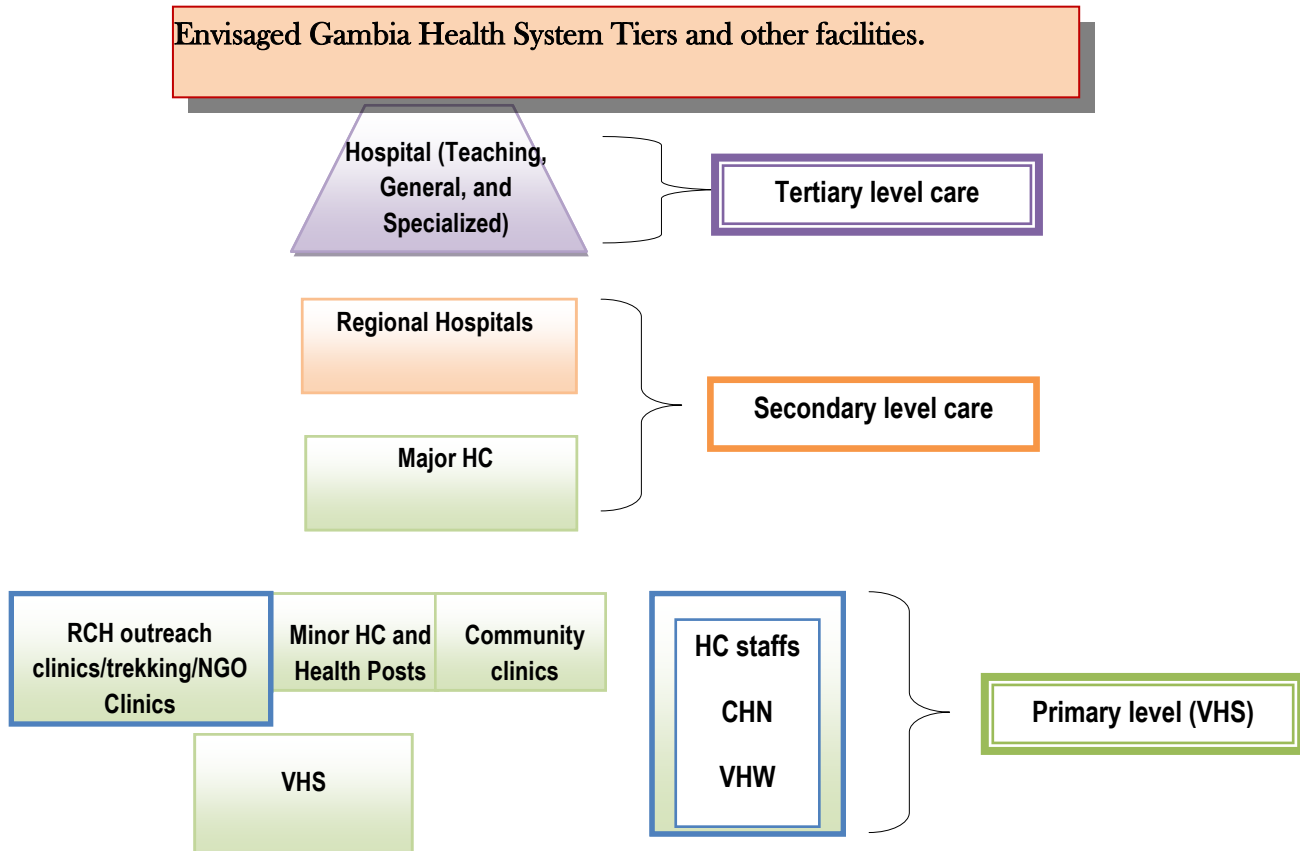 Envisaged Gambia Health System Tiers and other facilities.
Hospital (Teaching,
General, and
Specialized)
Tertiary level care
Regional Hospitals
Secondary level care
Major HC
RCH outreach
clinics/trekking/NGO
Clinics
Minor HC and
Health Posts
Community
clinics
HC staffs
CHN
VHW
Primary level (VHS)
VHS